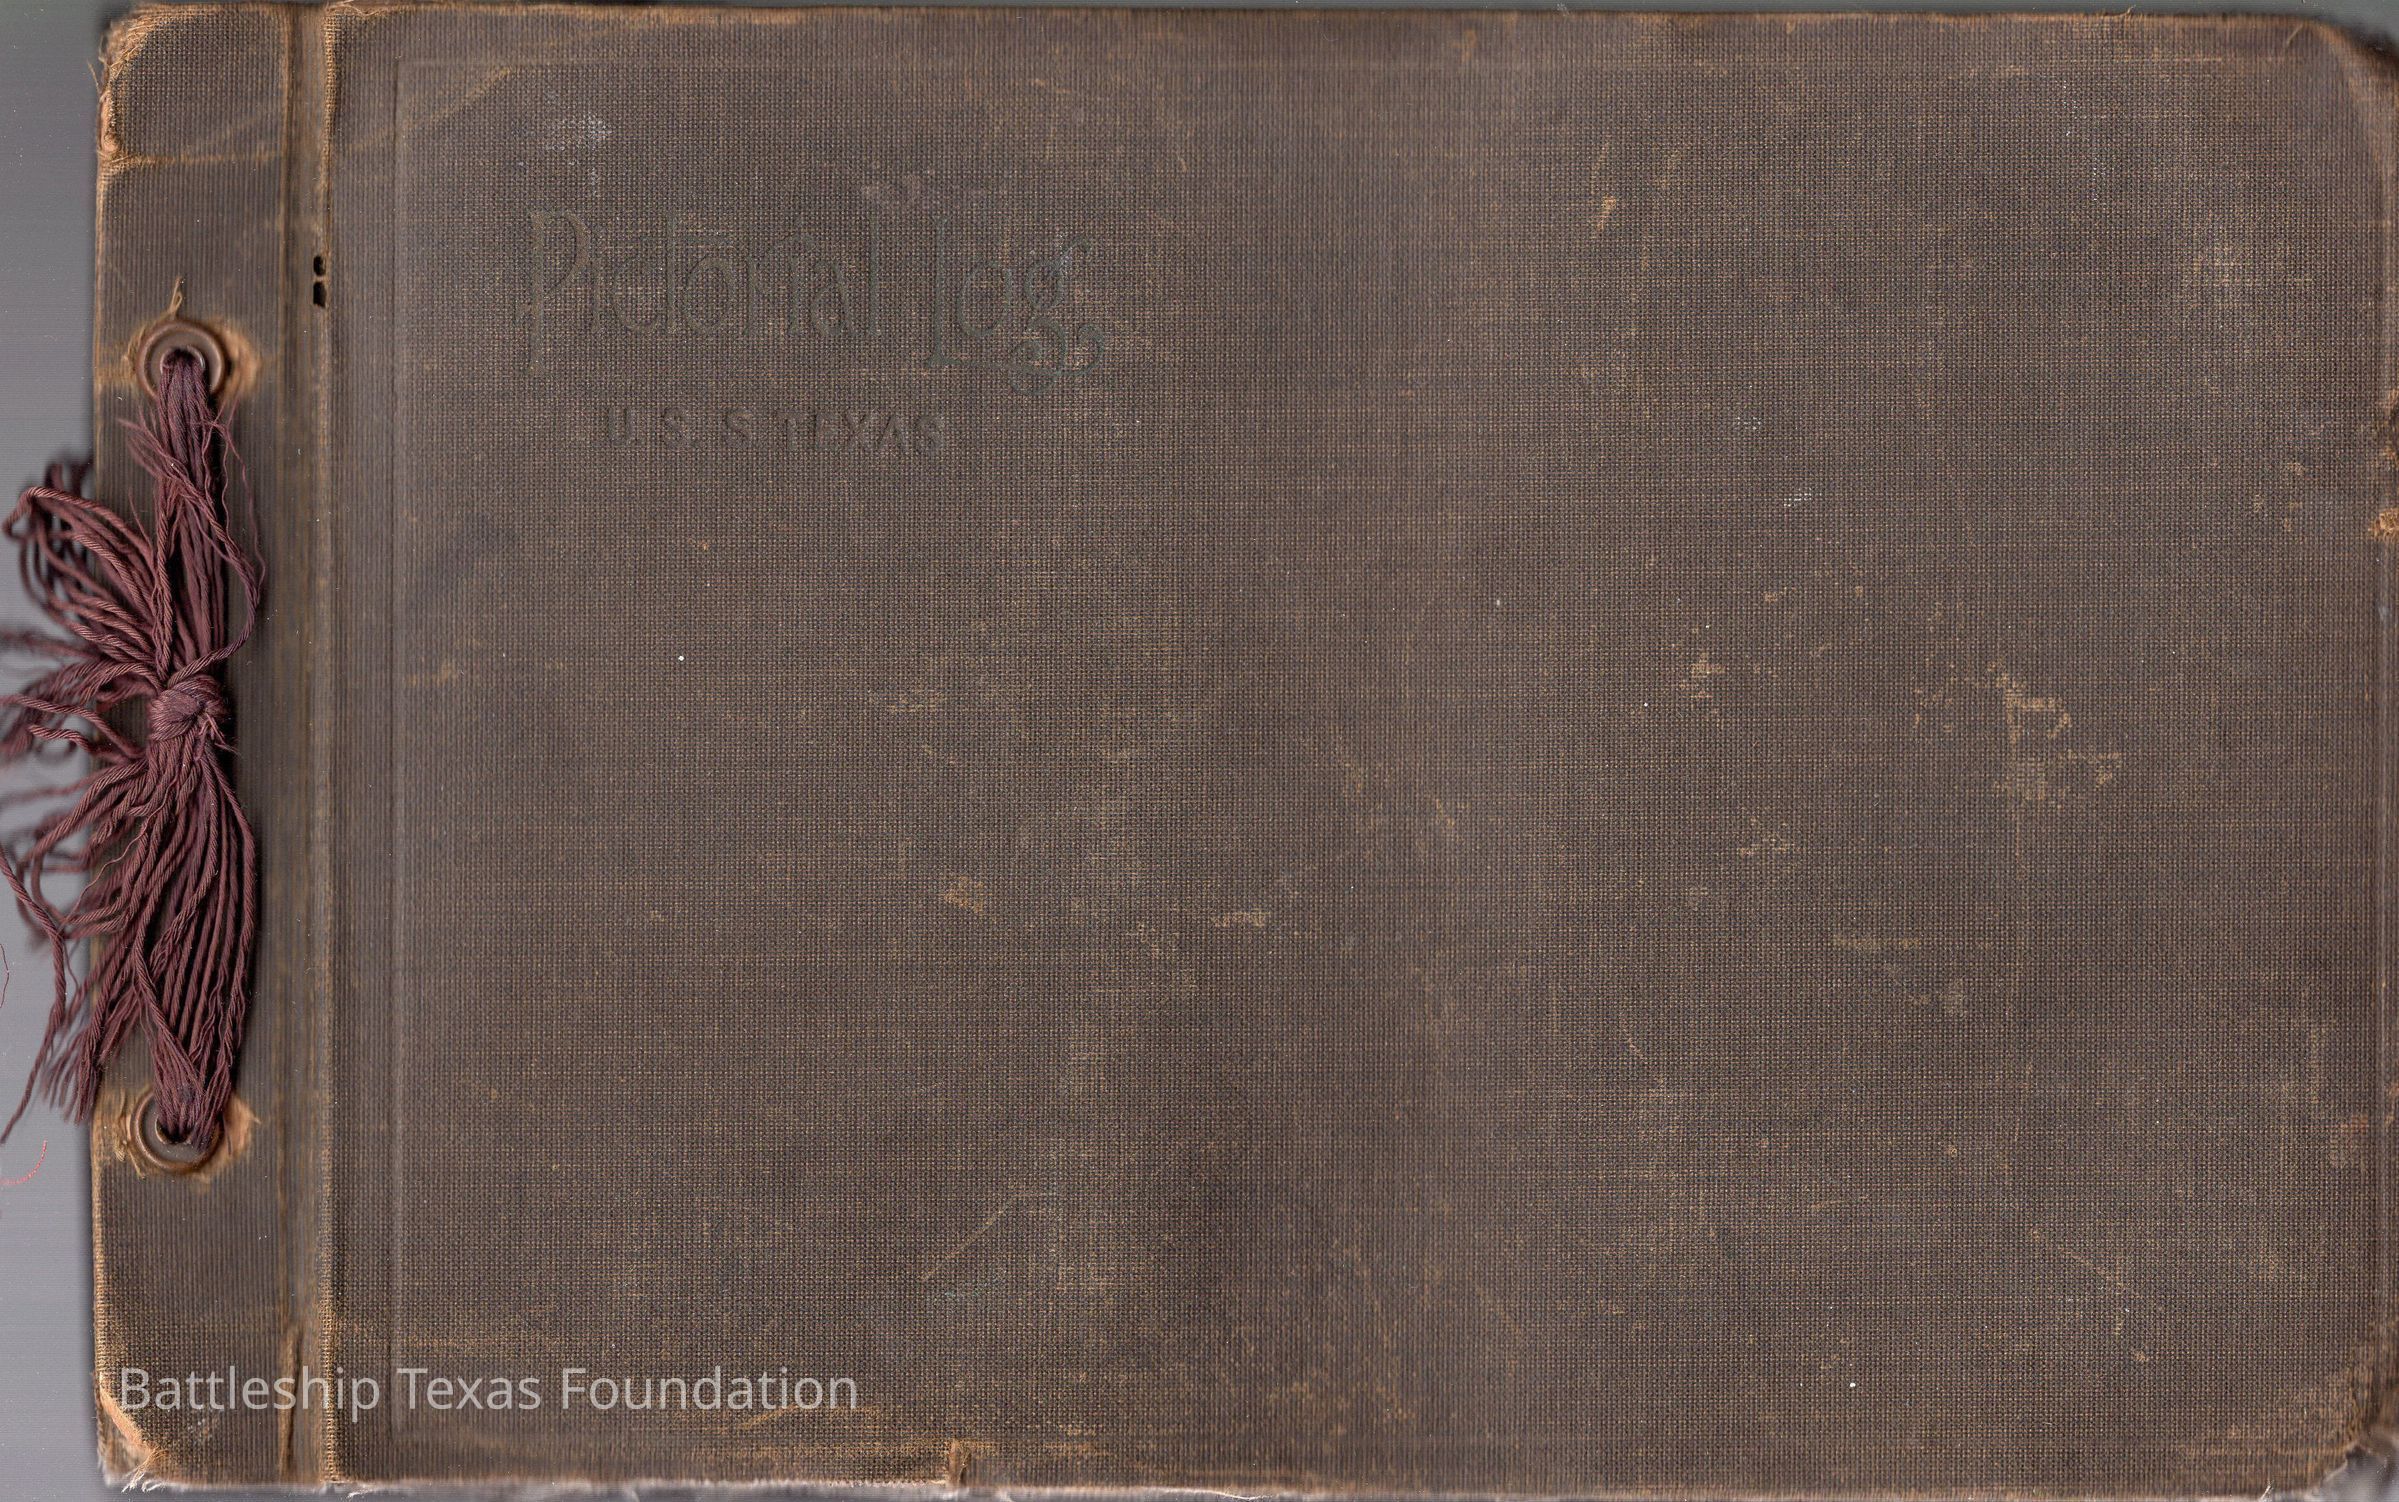 Pictorial Log
U. S. S. TEXAS
Battleship Texas Foundation